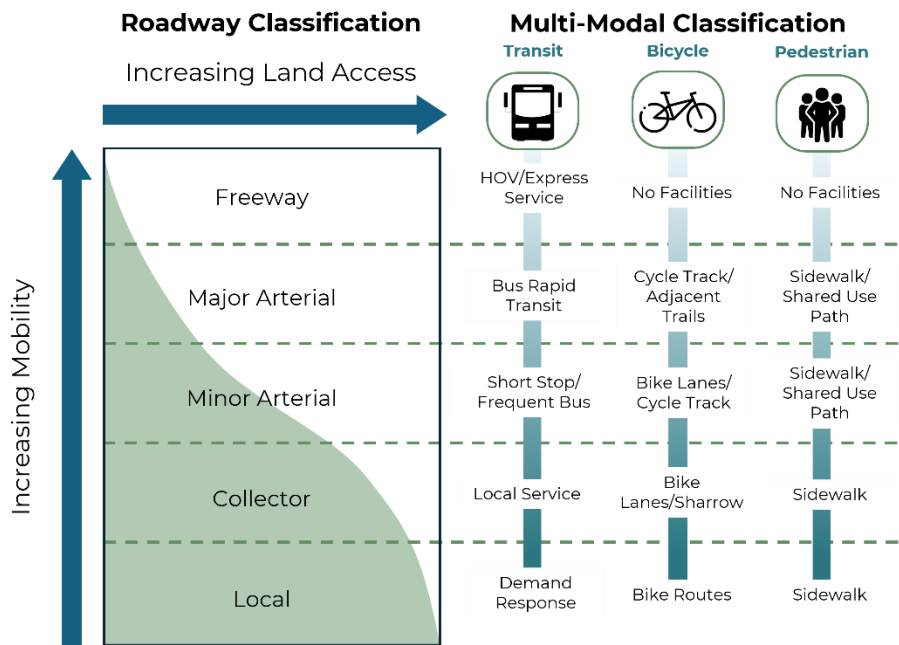 Roadway Classification
Multi-Modal Classification
Transit
Bicycle
Pedestrian
Increasing Land Access
Increasing Mobility
Freeway
HOV/Express
Service
No Facilities
No Facilities
Major Arterial
Bus Rapid
Transit
Cycle Track/
Adjacent
Trails
Sidewalk/
Shared Use
Path
Minor Arterial
Short Stop/
Frequent Bus
Bike Lanes/
Cycle Track
Sidewalk/
Shared Use
Path
Collector
Local Service
Bike
Lanes/Sharrow
Sidewalk
Local
Demand
Response
Bike Routes
Sidewalk